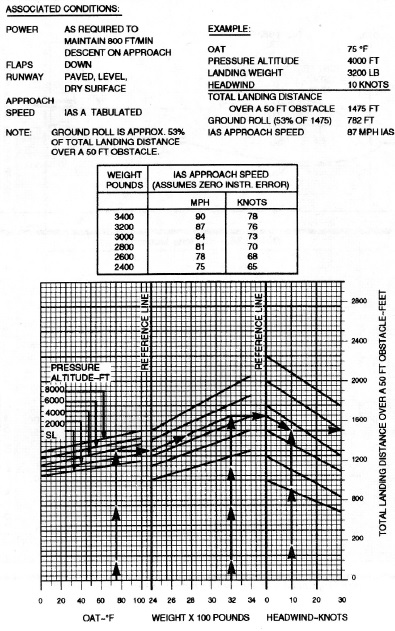 ASSOCIATED CONDITIONS:
POWER AS REQUIRED TO
MAINTAIN 800 FT/MIN
DESCENT ON APPROACH
FLAPS DOWN
RUNWAY PAVED, LEVEL,
DRY SURFACE
APPROACH
SPEED IAS A TABULATED
NOTE: GROUND ROLL IS APPROX. 53%
OF TOTAL LANDING DISTANCE
OVER A 50 FT OBSTACLE.
EXAMPLE:
OAT 75 °F
PRESSURE ALTITUDE 4000 FT
LANDING WEIGHT 3200 LB
HEADWIND 10 KNOTS
TOTAL LANDING DISTANCE
OVER A 50 FT OBSTACLE 1475 FT
GROUND ROLL (53% OF 1475) 782 FT
IAS APPROACH SPEED 87 MPH IAS
WEIGHT POUNDS IAS APPROACH SPEED
(ASSUMES ZERO INSTR. ERROR)
MPH KNOTS
3400 90 78
3200 87 76
3000 84 73
2800 81 70
2600 78 68
2400 75 65
REFERENCE LINE
REFERENCE LINE
PRESSURE
ALTITUDE-FT
8000
6000
4000
2000
SL
2800
2400
2000
1600
1200
800
200
0
TOTAL LANDING DISTANCE OVER A 50 FT OBSTACLE-FEET
0 20 40 60 80 100 24 26 28 30 32 34 0 10 20 30
OAT-°F WEIGHT X 100 POUNDS HEADWIND-KNOTS